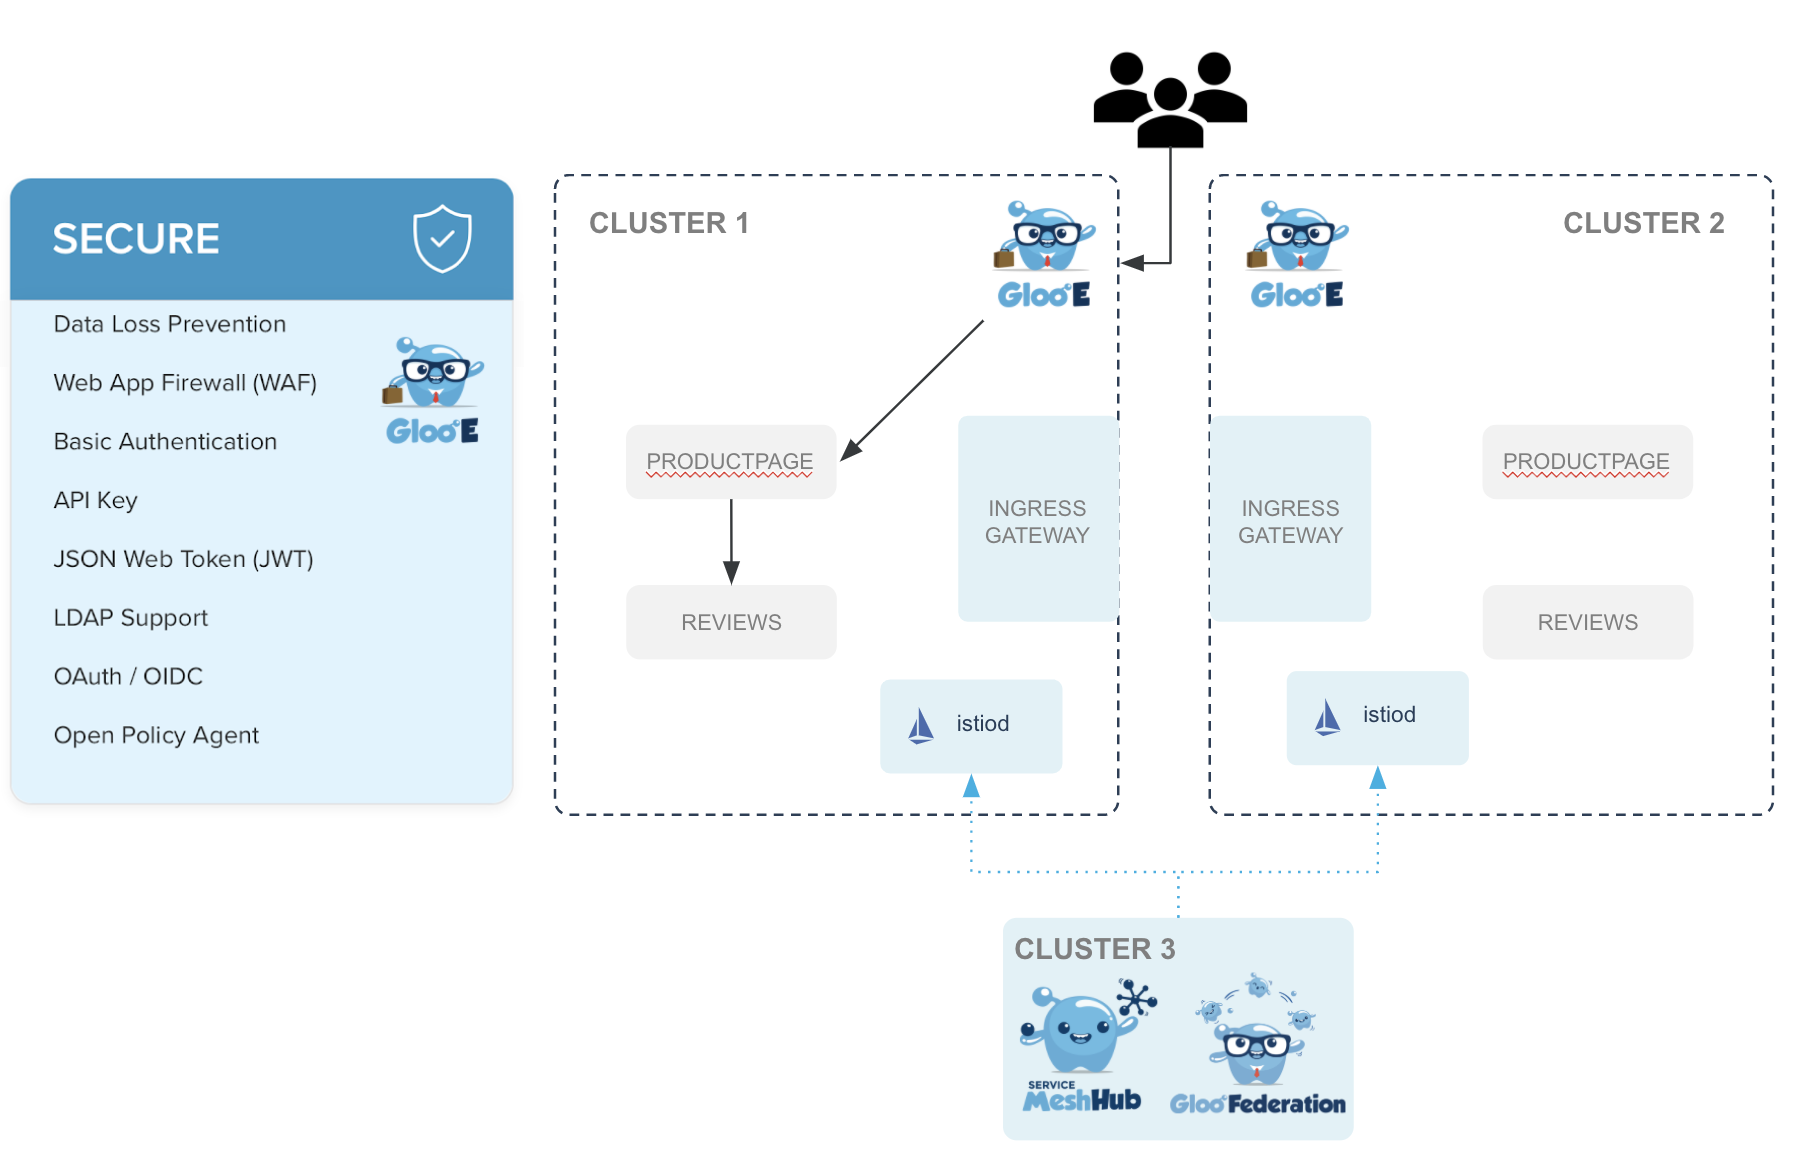 SECURE
Data Loss Prevention
Web App Firewall (WAF)
Basic Authentication
API Key
JSON Web Token (JWT)
LDAP Support
OAuth / OIDC
Open Policy Agent
Gloo E
CLUSTER 1
Gloo E
PRODUCTPAGE
REVIEWS
INGRESS
GATEWAY
istiod
CLUSTER 2
Gloo E
INGRESS
GATEWAY
PRODUCTPAGE
REVIEWS
istiod
CLUSTER 3
SERVICE
MeshHub
Gloo Federation